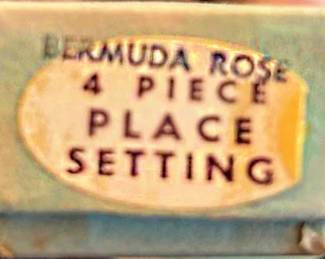 BERMUDA ROSE
4 PIECE
PLACE
SETTING